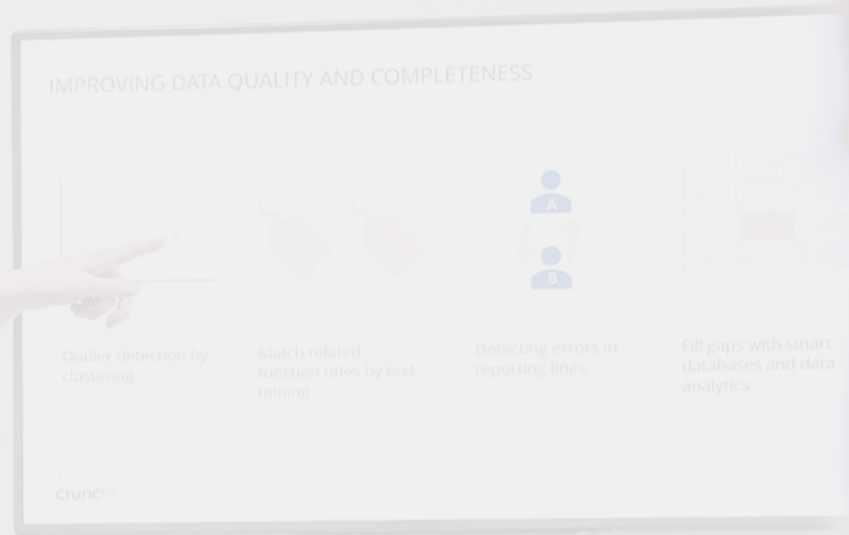 IMPROVING DATA QUALITY AND COMPLETENESS
A
B
Outlier detection by
clustering
Match related
function titles by text
mining
Detecting errors in
reporting lines
Fill gaps with smart
databases and data
analytics